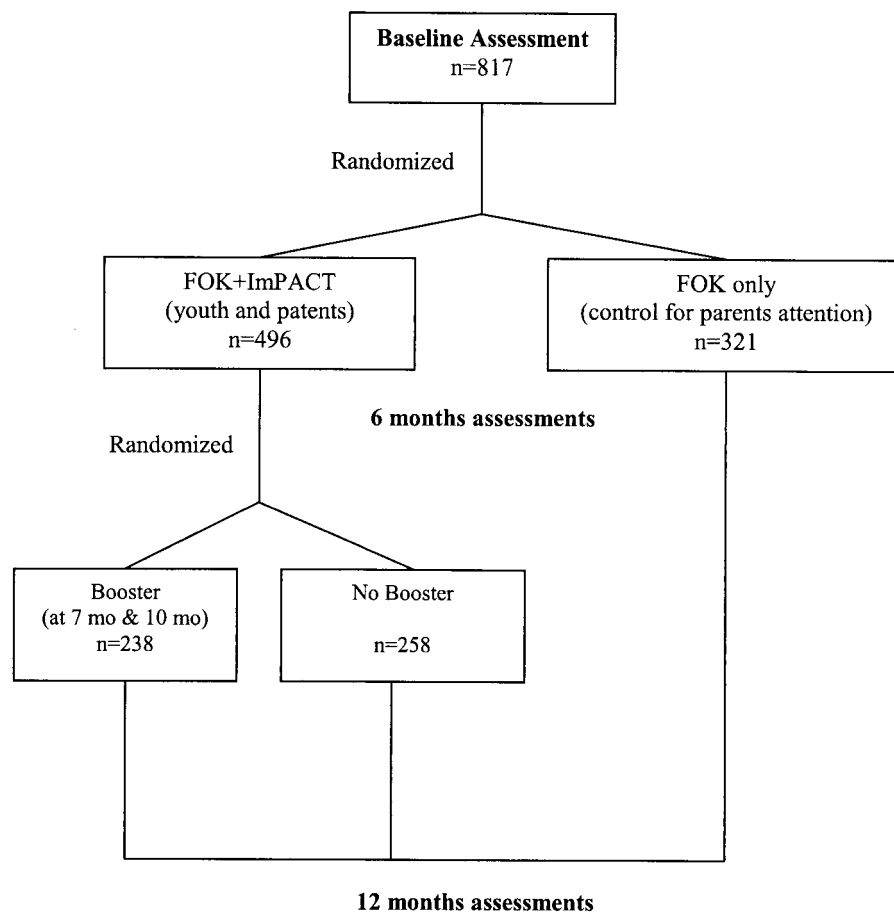 Baseline Assessment
n=817
Randomized
FOK+ImPACT
(youth and patents)
n=496
FOK only
(control for parents attention)
n=321
6 months assessments
Randomized
Booster
(at 7 mo & 10 mo)
n=238
No Booster
n=258
12 months assessments